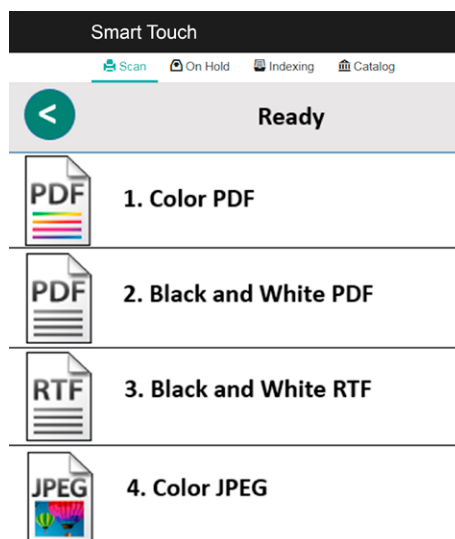 Smart Touch
Scan On Hold Indexing Catalog
< Ready
PDF 1. Color PDF
PDF 2. Black and White PDF
RTF 3. Black and White RTF
JPEG 4. Color JPEG